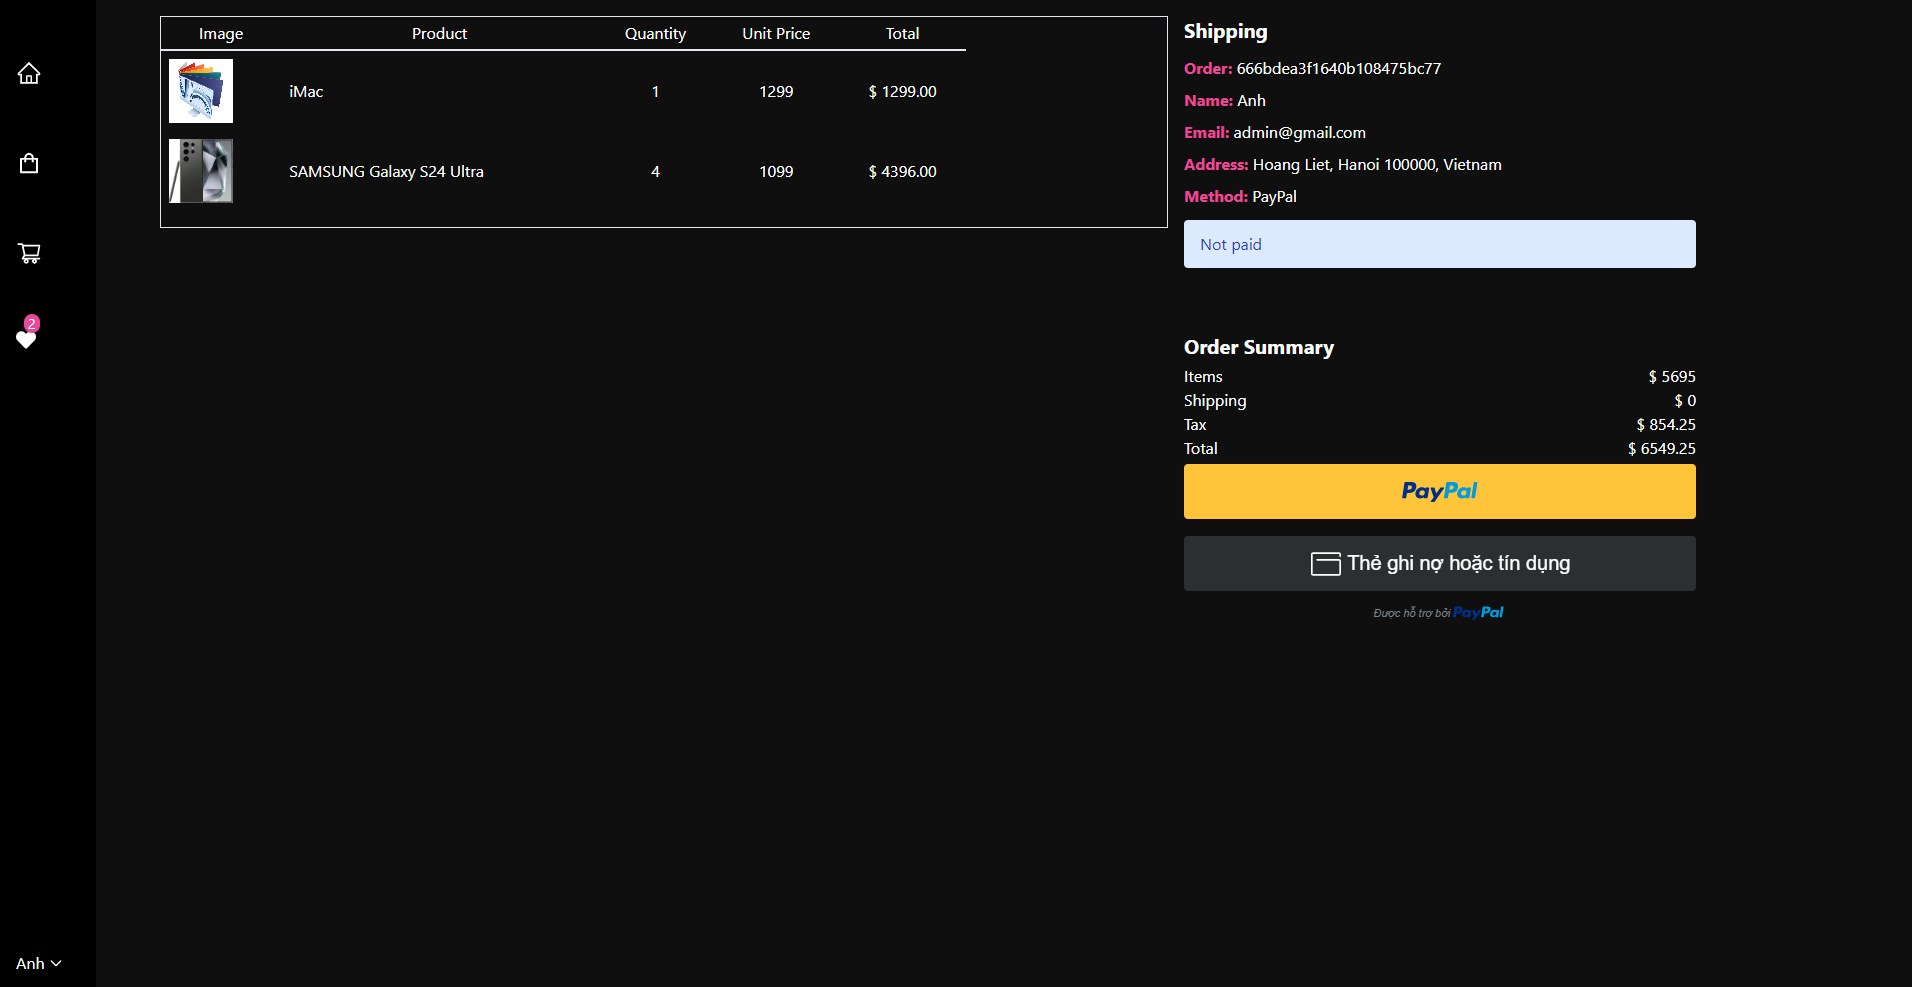 Image Product Quantity Unit Price Total
iMac 1 1299 $ 1299.00
SAMSUNG Galaxy S24 Ultra 4 1099 $ 4396.00
Shipping
Order: 666bdea3f1640b108475bc77
Name: Anh
Email: admin@gmail.com
Address: Hoang Liet, Hanoi 100000, Vietnam
Method: PayPal
Not paid
Order Summary
Items $ 5695
Shipping $ 0
Tax $ 854.25
Total $ 6549.25
PayPal
Thẻ ghi nợ hoặc tín dụng
Được hỗ trợ bởi PayPal
2
Anh